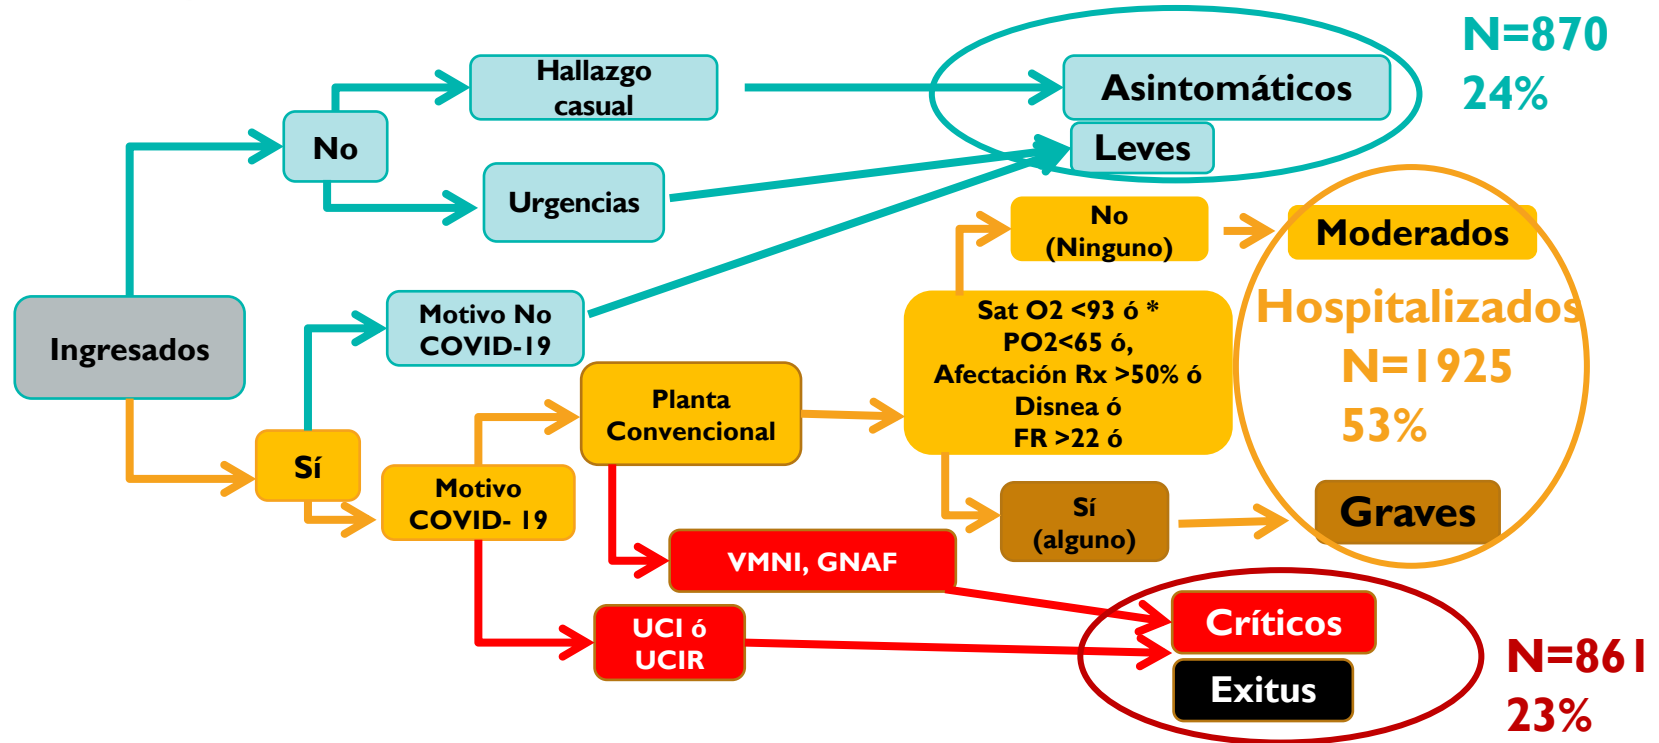 N=870
24%
Hallazgo
casual
Asintomáticos
No
Leves
Urgencias
No
(Ninguno)
Moderados
Ingresados
Motivo No
COVID-19
Sat O2 <93 ó *
PO2<65 ó,
Afectación Rx >50% ó
Disnea ó
FR >22 ó
Hospitalizados
N=1925
53%
Planta
Convencional
Sí
Motivo
COVID- 19
Sí
(alguno)
Graves
VMNI, GNAF
UCI ó
UCIR
Críticos
Exitus
N=861
23%